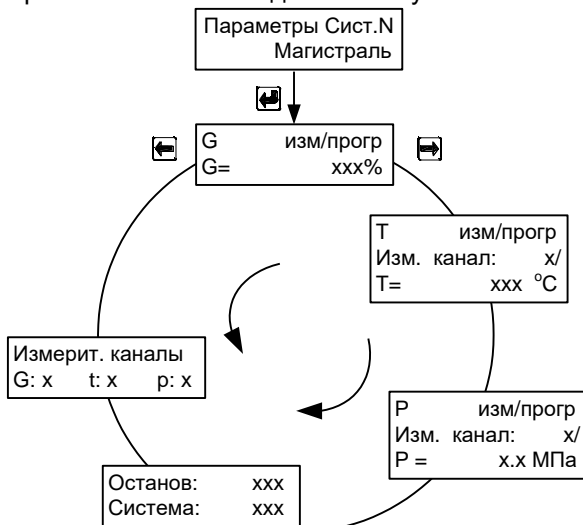 Параметры Сист.N
Магистраль
G изм/прогр
G= xxx%
T изм/прогр
Изм. канал: x/
T= xxx °C
Измерит. каналы
G: x t: x p: x
P изм/прогр
Изм. канал: x/
P = x.x МПа
Останов: xxx
Система: xxx